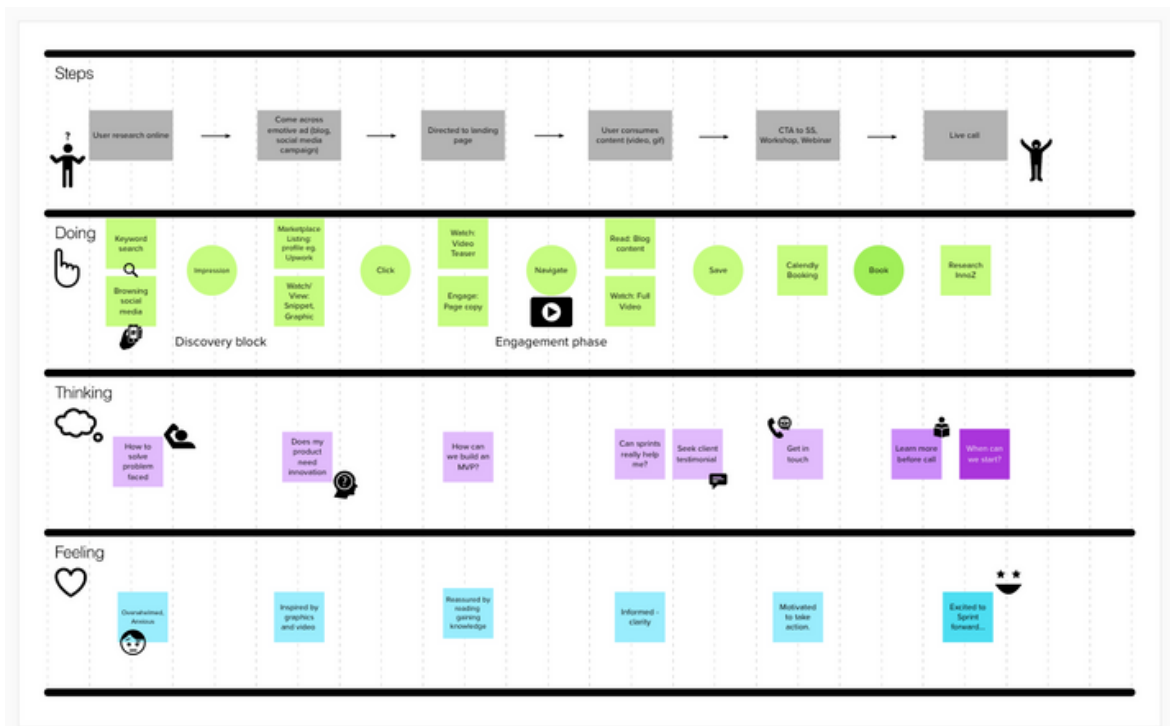 Steps
?
User research online
Come across
emotive ad (blog,
social media
campaign)
Directed to landing
page
User consumes
content (video, gif)
CTA to SS,
Workshop, Webinar
Live call
Doing
Keyword
search
Browsing
social
media
Impression
Marketplace
Listing:
profile eg.
Upwork
Watch/
View:
Snippet,
Graphic
Click
Watch:
Video
Teaser
Engage:
Page copy
Navigate
Read: Blog
content
Watch: Full
Video
Save
Calendly
Booking
Book
Research
InnoZ
Discovery block
Engagement phase
Thinking
How to
solve
problem
faced
Does my
product
need
innovation
?
How can
we build an
MVP?
Can sprints
really help
me?
Seek client
testimonial
Get in
touch
Learn more
before call
When can
we start?
Feeling
Overwhelmed,
Anxious
Inspired by
graphics
and video
Reassured by
reading
gaining
knowledge
Informed -
clarity
Motivated
to take
action.
Excited to
Sprint
forward...